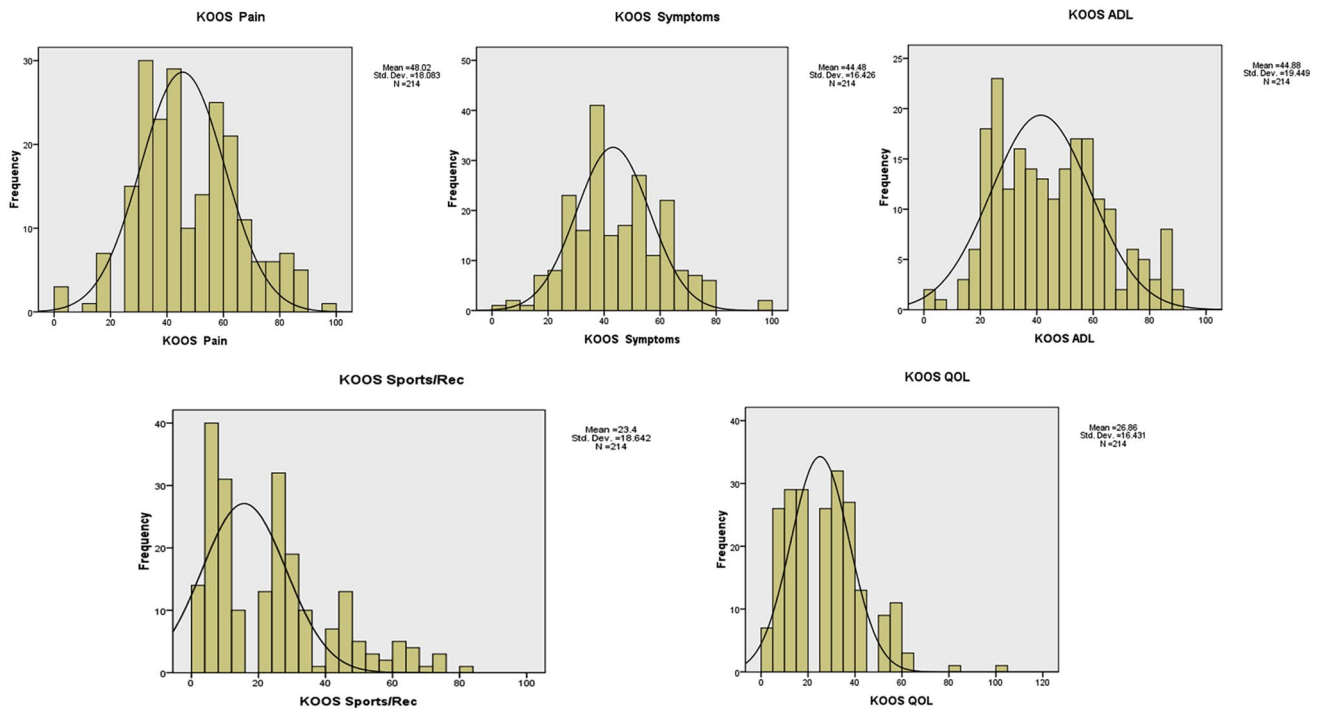 KOOS Pain
KOOS Symptoms
KOOS ADL
Mean =48.02
Std. Dev. =18.083
N =214
Mean =44.48
Std. Dev. =16.426
N =214
Mean =44.88
Std. Dev. =19.449
N =214
Frequency
30
20
10
0
0 20 40 60 80 100
KOOS Pain
Frequency
50
40
30
20
10
0
0 20 40 60 80 100
KOOS Symptoms
Frequency
25
20
15
10
5
0
0 20 40 60 80 100
KOOS ADL
KOOS Sports/Rec
Mean =23.4
Std. Dev. =18.642
N =214
Frequency
40
30
20
10
0
0 20 40 60 80 100
KOOS Sports/Rec
KOOS QOL
Mean =26.86
Std. Dev. =16.431
N =214
Frequency
40
30
20
10
0
0 20 40 60 80 100 120
KOOS QOL